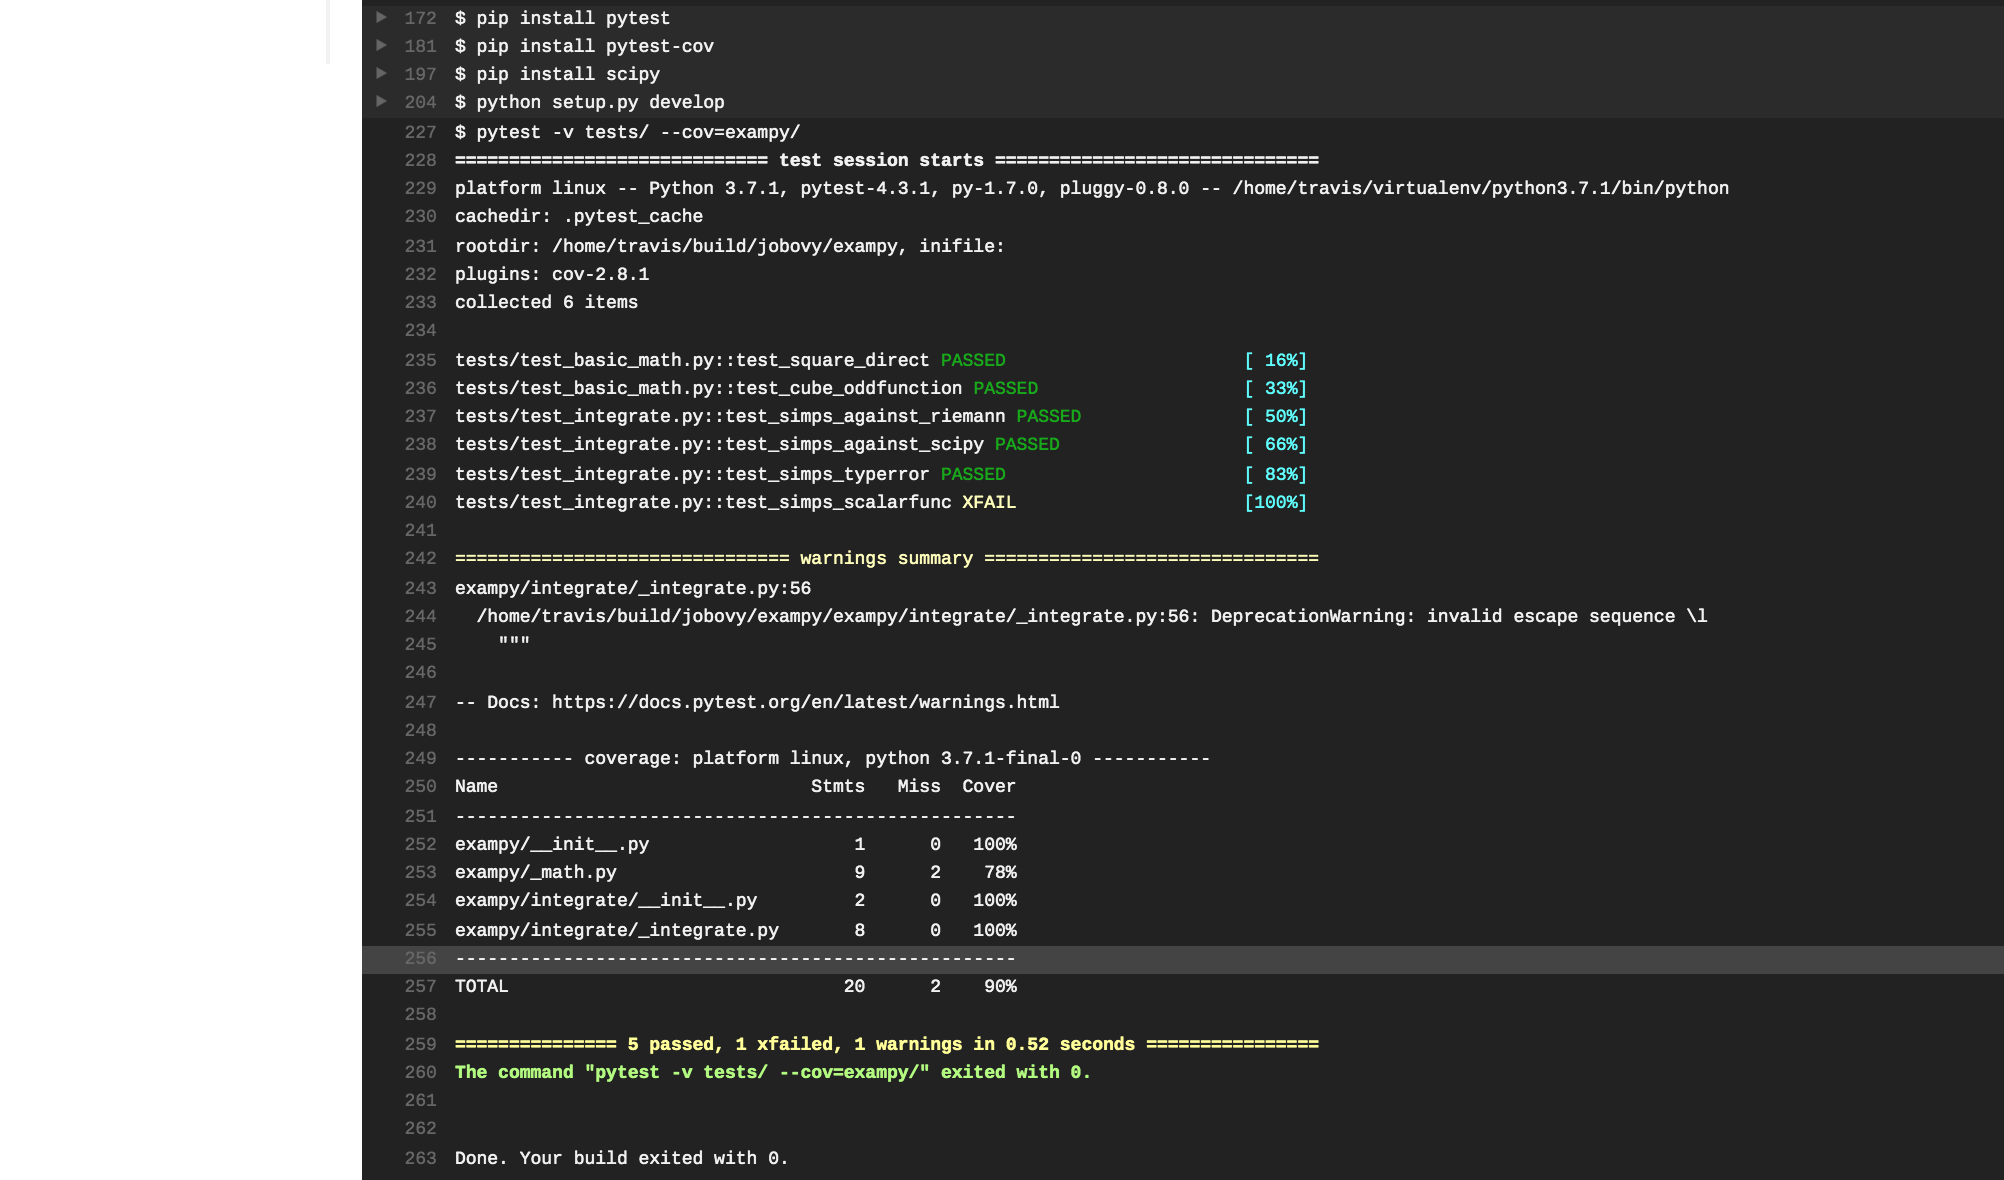 172 $ pip install pytest
181 $ pip install pytest-cov
197 $ pip install scipy
204 $ python setup.py develop
227 $ pytest -v tests/ --cov=exampy/
228 ============================= test session starts ==============================
229 platform linux -- Python 3.7.1, pytest-4.3.1, py-1.7.0, pluggy-0.8.0 -- /home/travis/virtualenv/python3.7.1/bin/python
230 cachedir: .pytest_cache
231 rootdir: /home/travis/build/jobovy/exampy, inifile:
232 plugins: cov-2.8.1
233 collected 6 items
234
235 tests/test_basic_math.py::test_square_direct PASSED                      [ 16%]
236 tests/test_basic_math.py::test_cube_oddfunction PASSED                   [ 33%]
237 tests/test_integrate.py::test_simps_against_riemann PASSED               [ 50%]
238 tests/test_integrate.py::test_simps_against_scipy PASSED                 [ 66%]
239 tests/test_integrate.py::test_simps_typerror PASSED                      [ 83%]
240 tests/test_integrate.py::test_simps_scalarfunc XFAIL                     [100%]
241
242 =============================== warnings summary ===============================
243 exampy/integrate/_integrate.py:56
244   /home/travis/build/jobovy/exampy/exampy/integrate/_integrate.py:56: DeprecationWarning: invalid escape sequence \l
245     """
246
247 -- Docs: https://docs.pytest.org/en/latest/warnings.html
248
249 ----------- coverage: platform linux, python 3.7.1-final-0 -----------
250 Name                             Stmts   Miss  Cover
251 ----------------------------------------------------
252 exampy/__init__.py                   1      0   100%
253 exampy/_math.py                      9      2    78%
254 exampy/integrate/__init__.py         2      0   100%
255 exampy/integrate/_integrate.py       8      0   100%
256 ----------------------------------------------------
257 TOTAL                               20      2    90%
258
259 =============== 5 passed, 1 xfailed, 1 warnings in 0.52 seconds ================
260 The command "pytest -v tests/ --cov=exampy/" exited with 0.
261
262
263 Done. Your build exited with 0.